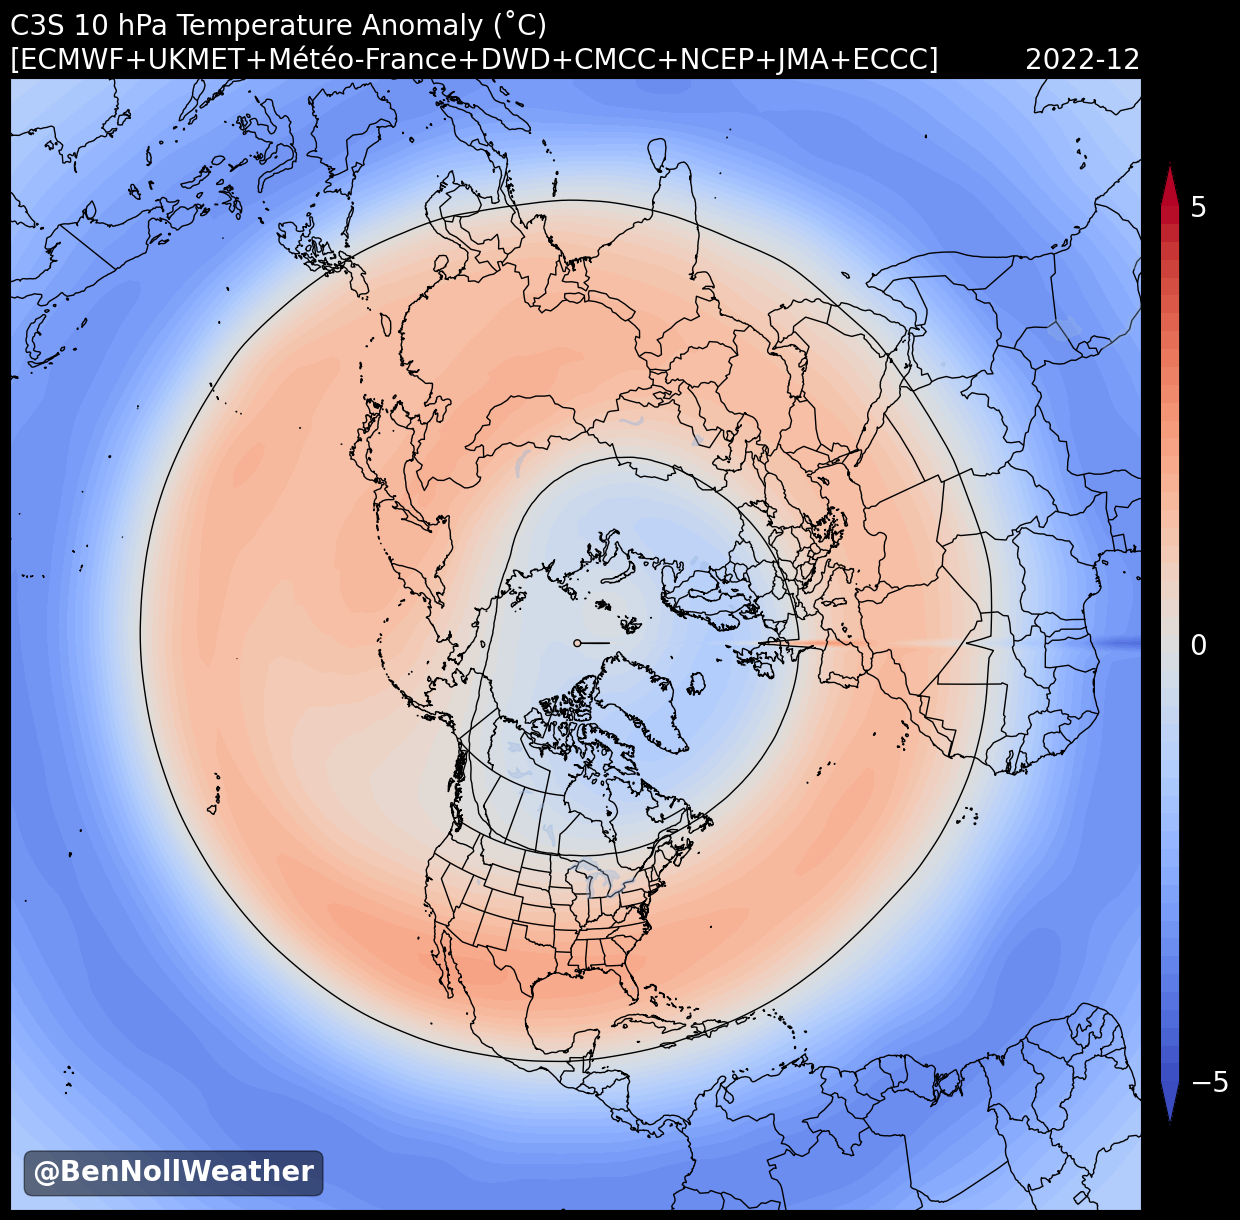 C3S 10 hPa Temperature Anomaly (˚C)
[ECMWF+UKMET+Météo-France+DWD+CMCC+NCEP+JMA+ECCC] 2022-12
5
0
−5
@BenNollWeather